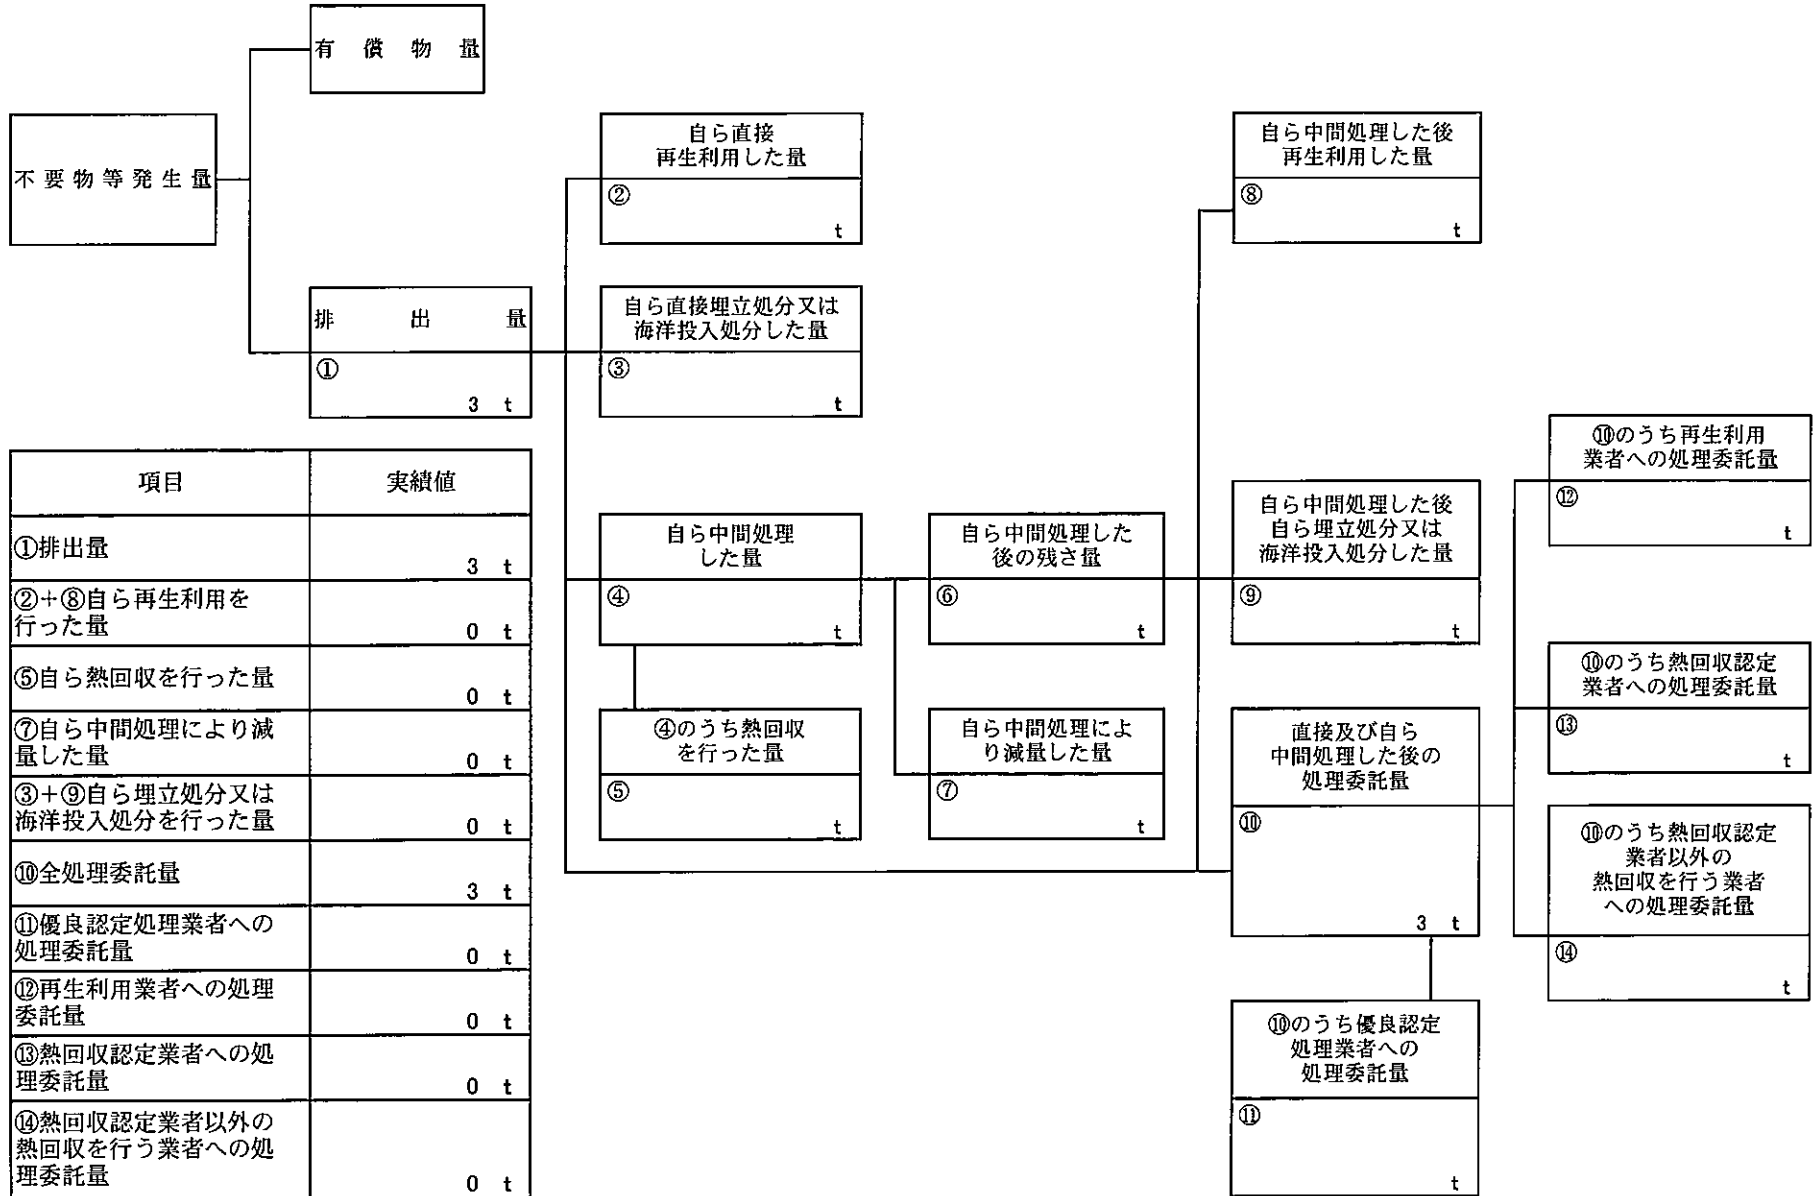 有償物量
不要物等発生量
自ら直接
再生利用した量
②
t
自ら中間処理した後
再生利用した量
⑧
t
排出量
①
3 t
自ら直接埋立処分又は
海洋投入処分した量
③
t
項目 実績値
①排出量
3 t
②+⑧自ら再生利用を
行った量
0 t
⑤自ら熱回収を行った量
0 t
⑦自ら中間処理により減
量した量
0 t
③+⑨自ら埋立処分又は
海洋投入処分を行った量
0 t
⑩全処理委託量
3 t
⑪優良認定処理業者への
処理委託量
0 t
⑫再生利用業者への処理
委託量
0 t
⑬熱回収認定業者への処
理委託量
0 t
⑭熱回収認定業者以外の
熱回収を行う業者への処
理委託量
0 t
自ら中間処理
した量
④
t
④のうち熱回収
を行った量
⑤
t
自ら中間処理した
後の残さ量
⑥
t
自ら中間処理によ
り減量した量
⑦
t
自ら中間処理した後
自ら埋立処分又は
海洋投入処分した量
⑨
t
直接及び自ら
中間処理した後の
処理委託量
⑩
3 t
⑩のうち優良認定
処理業者への
処理委託量
⑪
t
⑩のうち再生利用
業者への処理委託量
⑫
t
⑩のうち熱回収認定
業者への処理委託量
⑬
t
⑩のうち熱回収認定
業者以外の
熱回収を行う業者
への処理委託量
⑭
t